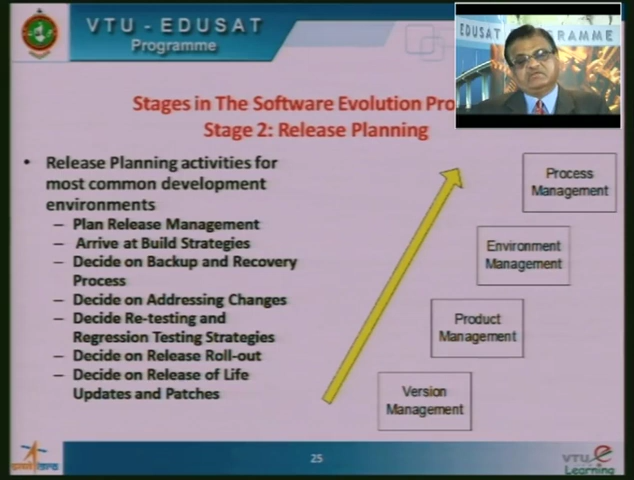 VTU - EDUSAT
Programme
EDUSAT PROGRAMME
Stages in The Software Evolution Pro
Stage 2: Release Planning
• Release Planning activities for
most common development
environments
– Plan Release Management
– Arrive at Build Strategies
– Decide on Backup and Recovery
Process
– Decide on Addressing Changes
– Decide Re-testing and
Regression Testing Strategies
– Decide on Release Roll-out
– Decide on Release of Life
Updates and Patches
Process
Management
Environment
Management
Product
Management
Version
Management
25
VTU e
Learning